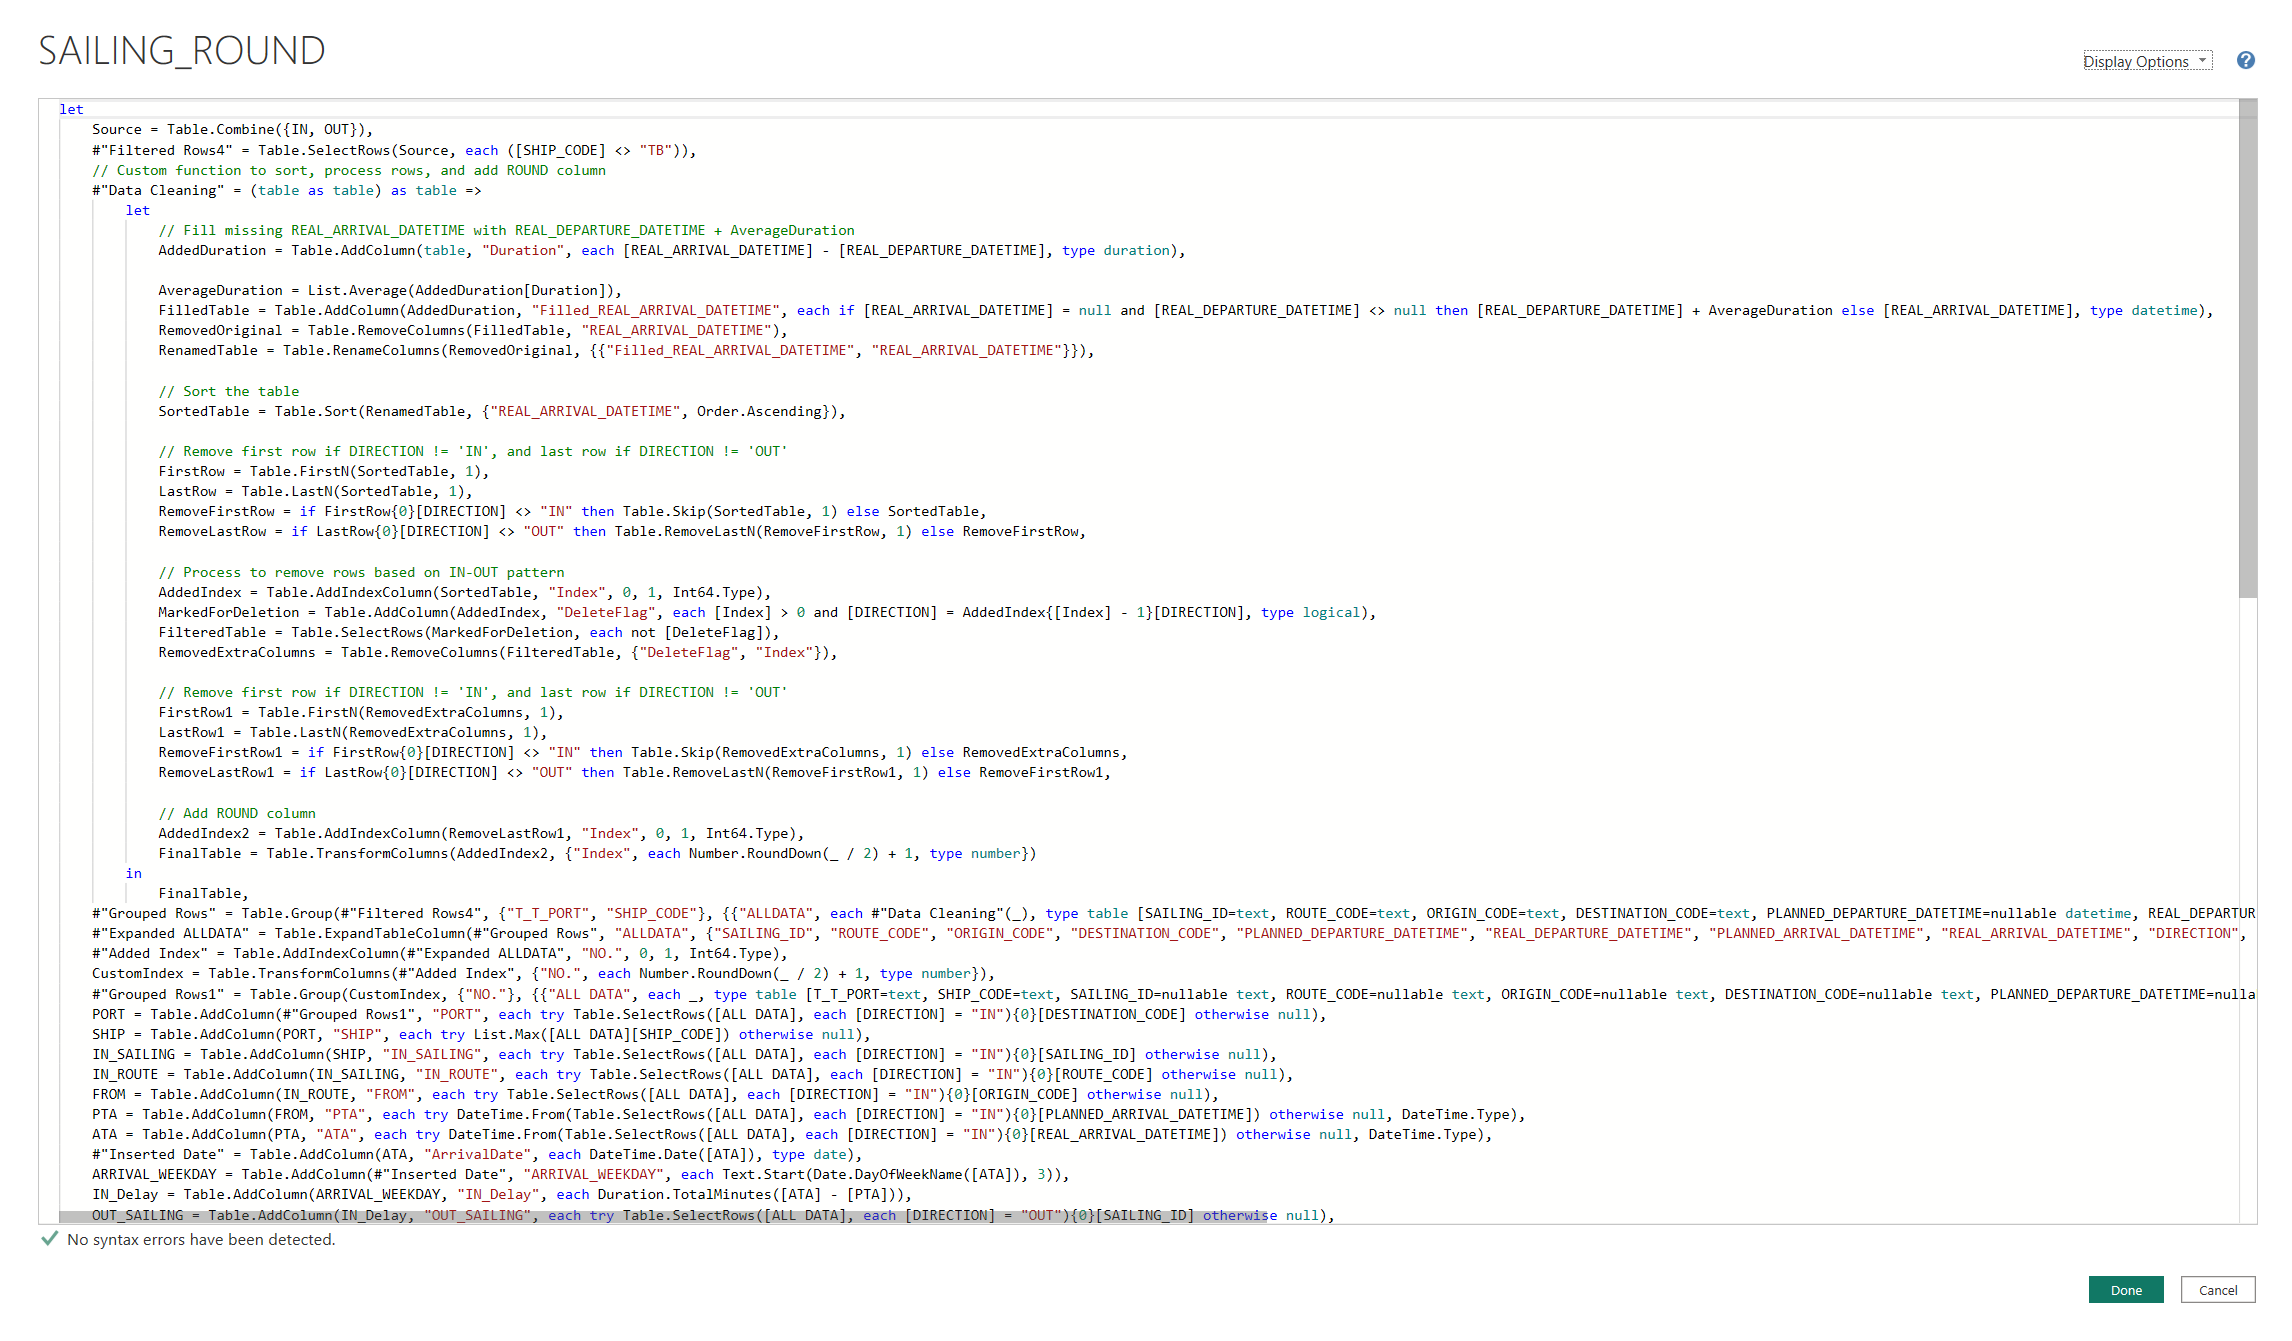 SAILING_ROUND
Display Options
?
let
Source = Table.Combine({IN, OUT}),
#"Filtered Rows4" = Table.SelectRows(Source, each ([SHIP_CODE] <> "TB")),
// Custom function to sort, process rows, and add ROUND column
#"Data Cleaning" = (table as table) as table =>
let
// Fill missing REAL_ARRIVAL_DATETIME with REAL_DEPARTURE_DATETIME + AverageDuration
AddedDuration = Table.AddColumn(table, "Duration", each [REAL_ARRIVAL_DATETIME] - [REAL_DEPARTURE_DATETIME], type duration),
AverageDuration = List.Average(AddedDuration[Duration]),
FilledTable = Table.AddColumn(AddedDuration, "Filled_REAL_ARRIVAL_DATETIME", each if [REAL_ARRIVAL_DATETIME] = null and [REAL_DEPARTURE_DATETIME] <> null then [REAL_DEPARTURE_DATETIME] + AverageDuration else [REAL_ARRIVAL_DATETIME], type datetime),
RemovedOriginal = Table.RemoveColumns(FilledTable, "REAL_ARRIVAL_DATETIME"),
RenamedTable = Table.RenameColumns(RemovedOriginal, {{"Filled_REAL_ARRIVAL_DATETIME", "REAL_ARRIVAL_DATETIME"}}),
// Sort the table
SortedTable = Table.Sort(RenamedTable, {"REAL_ARRIVAL_DATETIME", Order.Ascending}),
// Remove first row if DIRECTION != 'IN', and last row if DIRECTION != 'OUT'
FirstRow = Table.FirstN(SortedTable, 1),
LastRow = Table.LastN(SortedTable, 1),
RemoveFirstRow = if FirstRow{0}[DIRECTION] <> "IN" then Table.Skip(SortedTable, 1) else SortedTable,
RemoveLastRow = if LastRow{0}[DIRECTION] <> "OUT" then Table.RemoveLastN(RemoveFirstRow, 1) else RemoveFirstRow,
// Process to remove rows based on IN-OUT pattern
AddedIndex = Table.AddIndexColumn(SortedTable, "Index", 0, 1, Int64.Type),
MarkedForDeletion = Table.AddColumn(AddedIndex, "DeleteFlag", each [Index] > 0 and [DIRECTION] = AddedIndex{[Index] - 1}[DIRECTION], type logical),
FilteredTable = Table.SelectRows(MarkedForDeletion, each not [DeleteFlag]),
RemovedExtraColumns = Table.RemoveColumns(FilteredTable, {"DeleteFlag", "Index"}),
// Remove first row if DIRECTION != 'IN', and last row if DIRECTION != 'OUT'
FirstRow1 = Table.FirstN(RemovedExtraColumns, 1),
LastRow1 = Table.LastN(RemovedExtraColumns, 1),
RemoveFirstRow1 = if FirstRow{0}[DIRECTION] <> "IN" then Table.Skip(RemovedExtraColumns, 1) else RemovedExtraColumns,
RemoveLastRow1 = if LastRow{0}[DIRECTION] <> "OUT" then Table.RemoveLastN(RemoveFirstRow1, 1) else RemoveFirstRow1,
// Add ROUND column
AddedIndex2 = Table.AddIndexColumn(RemoveLastRow1, "Index", 0, 1, Int64.Type),
FinalTable = Table.TransformColumns(AddedIndex2, {"Index", each Number.RoundDown(_ / 2) + 1, type number})
in
FinalTable,
#"Grouped Rows" = Table.Group(#"Filtered Rows4", {"T_T_PORT", "SHIP_CODE"}, {{"ALLDATA", each #"Data Cleaning"(_), type table [SAILING_ID=text, ROUTE_CODE=text, ORIGIN_CODE=text, DESTINATION_CODE=text, PLANNED_DEPARTURE_DATETIME=nullable datetime, REAL_DEPARTUR
#"Expanded ALLDATA" = Table.ExpandTableColumn(#"Grouped Rows", "ALLDATA", {"SAILING_ID", "ROUTE_CODE", "ORIGIN_CODE", "DESTINATION_CODE", "PLANNED_DEPARTURE_DATETIME", "REAL_DEPARTURE_DATETIME", "PLANNED_ARRIVAL_DATETIME", "REAL_ARRIVAL_DATETIME", "DIRECTION",
#"Added Index" = Table.AddIndexColumn(#"Expanded ALLDATA", "NO.", 0, 1, Int64.Type),
CustomIndex = Table.TransformColumns(#"Added Index", {"NO.", each Number.RoundDown(_ / 2) + 1, type number}),
#"Grouped Rows1" = Table.Group(CustomIndex, {"NO."}, {{"ALL DATA", each _, type table [T_T_PORT=text, SHIP_CODE=text, SAILING_ID=nullable text, ROUTE_CODE=nullable text, ORIGIN_CODE=nullable text, DESTINATION_CODE=nullable text, PLANNED_DEPARTURE_DATETIME=nulla
PORT = Table.AddColumn(#"Grouped Rows1", "PORT", each try Table.SelectRows([ALL DATA], each [DIRECTION] = "IN"){0}[DESTINATION_CODE] otherwise null),
SHIP = Table.AddColumn(PORT, "SHIP", each try List.Max([ALL DATA][SHIP_CODE]) otherwise null),
IN_SAILING = Table.AddColumn(SHIP, "IN_SAILING", each try Table.SelectRows([ALL DATA], each [DIRECTION] = "IN"){0}[SAILING_ID] otherwise null),
IN_ROUTE = Table.AddColumn(IN_SAILING, "IN_ROUTE", each try Table.SelectRows([ALL DATA], each [DIRECTION] = "IN"){0}[ROUTE_CODE] otherwise null),
FROM = Table.AddColumn(IN_ROUTE, "FROM", each try Table.SelectRows([ALL DATA], each [DIRECTION] = "IN"){0}[ORIGIN_CODE] otherwise null),
PTA = Table.AddColumn(FROM, "PTA", each try DateTime.From(Table.SelectRows([ALL DATA], each [DIRECTION] = "IN"){0}[PLANNED_ARRIVAL_DATETIME]) otherwise null, DateTime.Type),
ATA = Table.AddColumn(PTA, "ATA", each try DateTime.From(Table.SelectRows([ALL DATA], each [DIRECTION] = "IN"){0}[REAL_ARRIVAL_DATETIME]) otherwise null, DateTime.Type),
#"Inserted Date" = Table.AddColumn(ATA, "ArrivalDate", each DateTime.Date([ATA]), type date),
ARRIVAL_WEEKDAY = Table.AddColumn(#"Inserted Date", "ARRIVAL_WEEKDAY", each Text.Start(Date.DayOfWeekName([ATA]), 3)),
IN_Delay = Table.AddColumn(ARRIVAL_WEEKDAY, "IN_Delay", each Duration.TotalMinutes([ATA] - [PTA])),
OUT_SAILING = Table.AddColumn(IN_Delay, "OUT_SAILING", each try Table.SelectRows([ALL DATA], each [DIRECTION] = "OUT"){0}[SAILING_ID] otherwise null),
No syntax errors have been detected.
Done
Cancel